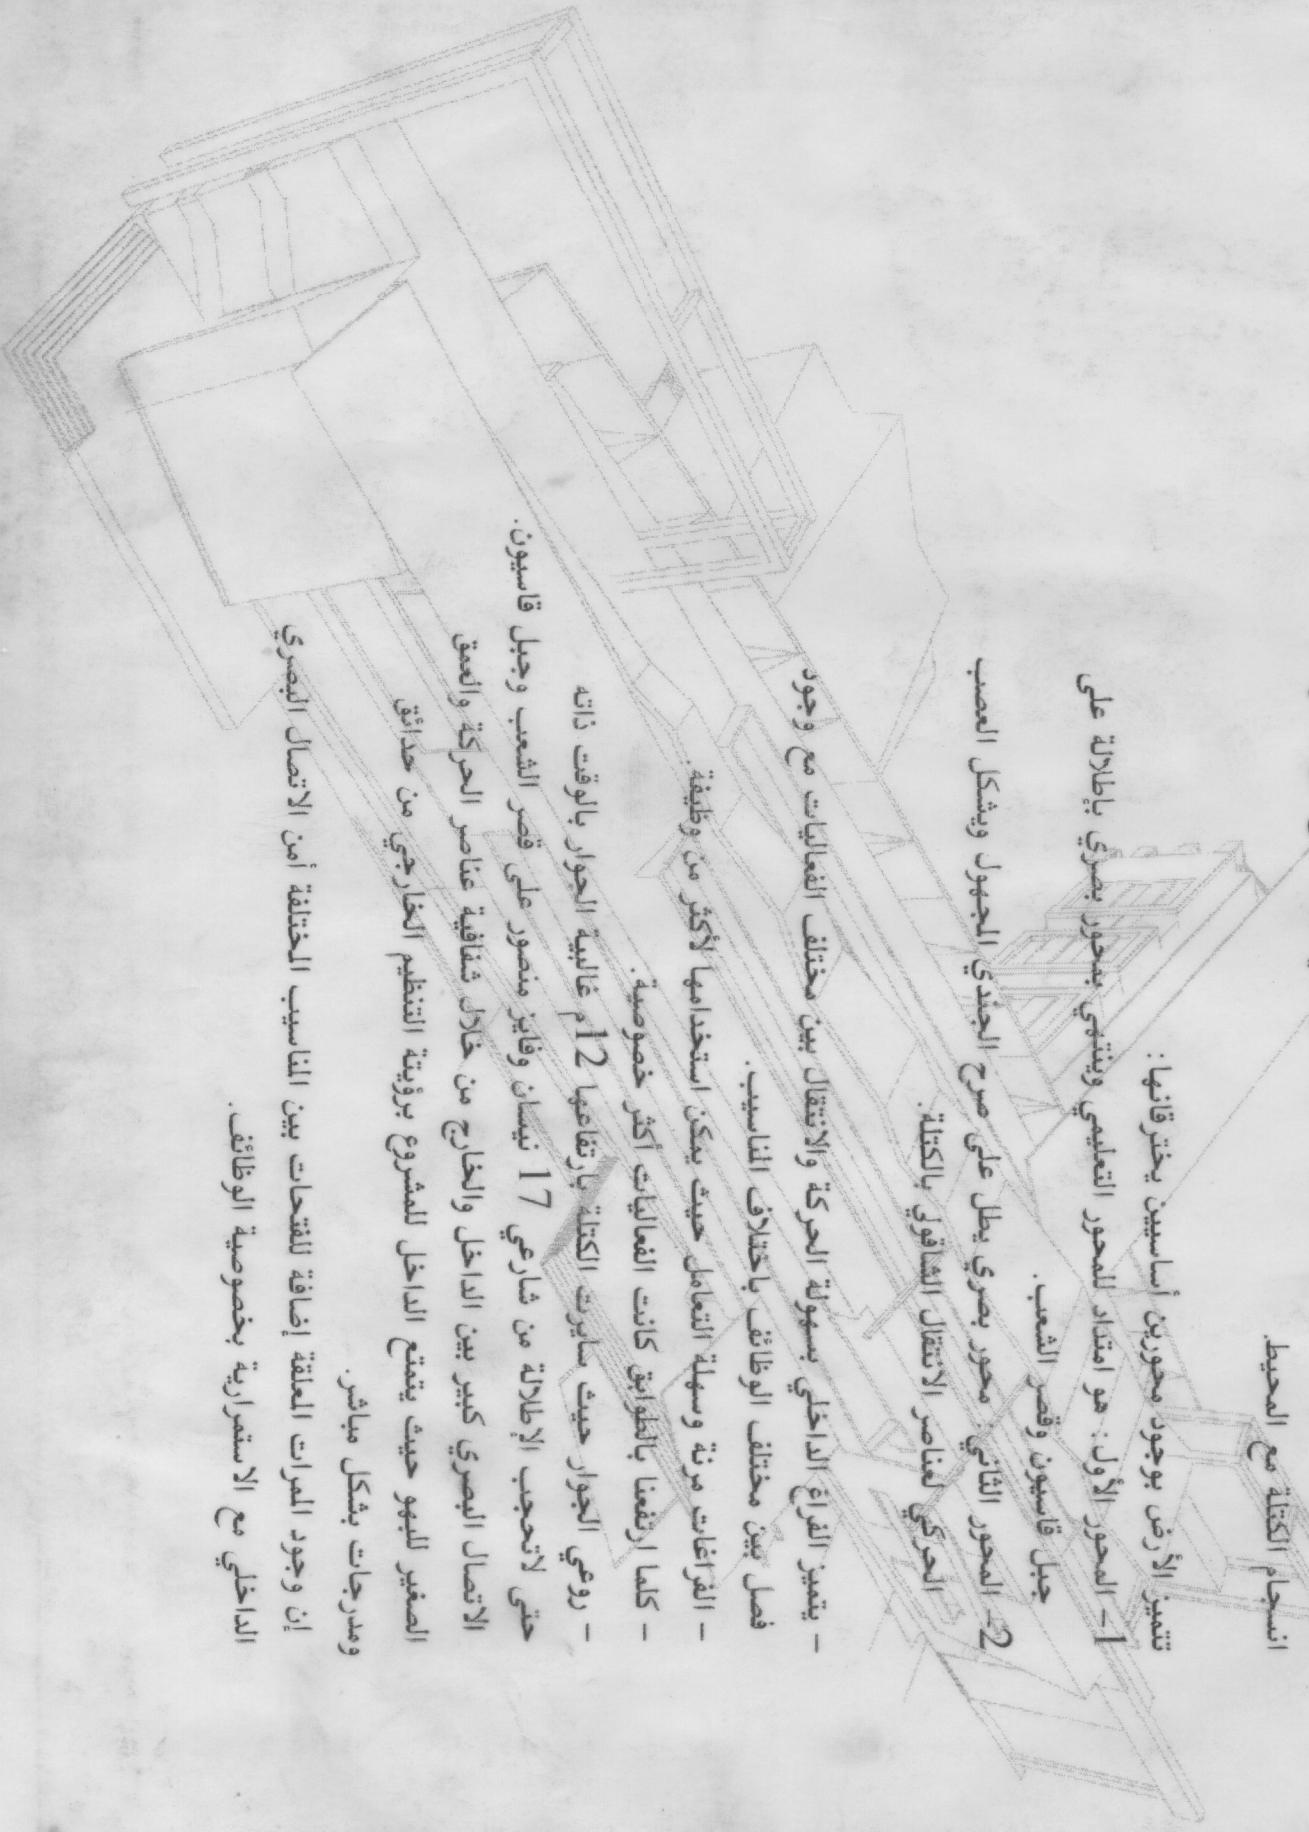 انسجام الكتلة مع المحيط.
تتميز الأرض بوجود محورين أساسيين يخترقانها:
1– المحور الأول: هو امتداد للمحور التعليمي وينتهي بمحور بصري بإطلالة على
جبل قاسيون وقصر الشعب.
2– المحور الثاني: محور بصري يطل على صرح الجندي المجهول ويشكل العصب
الحركي لعناصر الانتقال الشاقولي بالكتلة.
– يتميز الفراغ الداخلي بسهولة الحركة والانتقال بين مختلف الفعاليات مع وجود
فصل بين مختلف الوظائف باختلاف المناسيب.
– الفراغات مرنة وسهلة التعامل حيث يمكن استخدامها لأكثر من وظيفة.
– كلما ارتفعنا بالطوابق كانت الفعاليات أكثر خصوصية.
– روعي الجوار حيث سايرت الكتلة بارتفاعها 12م غالبية الجوار بالوقت ذاته
حتى لاتحجب الإطلالة من شارعي 17 نيسان وفايز منصور على قصر الشعب وجبل قاسيون.
الاتصال البصري كبير بين الداخل والخارج من خلال شفافية عناصر الحركة والعمق
الصغير للبهو حيث يتمتع الداخل للمشروع برؤيتة التنظيم الخارجي من حدائق
ومدرجات بشكل مباشر.
إن وجود الممرات المعلقة إضافة للفتحات بين المناسيب المختلفة أمن الاتصال البصري
الداخلي مع الاستمرارية بخصوصية الوظائف.